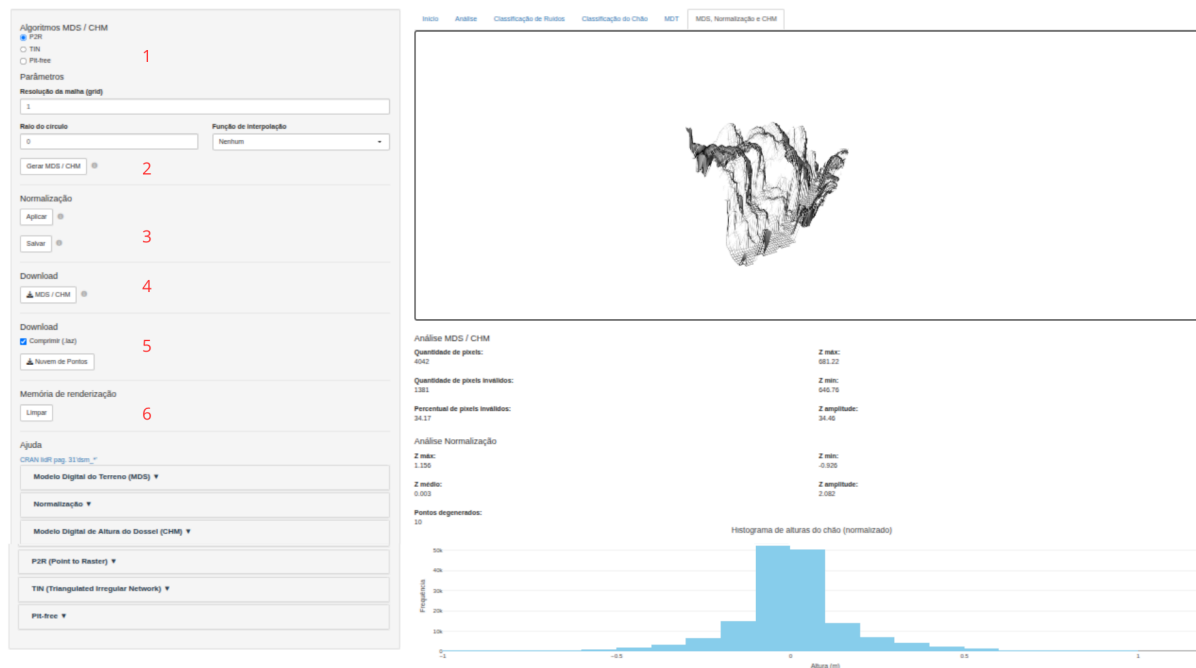 Início Análise Classificação de Ruídos Classificação do Chão MDT MDS, Normalização e CHM
Algoritmos MDS / CHM
P2R
TIN
Pit-free
1
Parâmetros
Resolução da malha (grid)
1
Raio do círculo Função de interpolação
0 Nenhum
Gerar MDS / CHM
2
Normalização
Aplicar
Salvar
3
Download
MDS / CHM
4
Download
Comprimir (.laz)
Nuvem de Pontos
5
Memória de renderização
Limpar
6
Ajuda
CRAN lidR pag. 31'dsm_*'
Modelo Digital do Terreno (MDS) ▼
Normalização ▼
Modelo Digital de Altura do Dossel (CHM) ▼
P2R (Point to Raster) ▼
TIN (Triangulated Irregular Network) ▼
Pit-free ▼
Análise MDS / CHM
Quantidade de pixels: Z máx:
4042 681.22
Quantidade de pixels inválidos: Z min:
1381 646.76
Percentual de pixels inválidos: Z amplitude:
34.17 34.46
Análise Normalização
Z máx: Z min:
1.156 -0.926
Z médio: Z amplitude:
0.003 2.082
Pontos degenerados:
10
Histograma de alturas do chão (normalizado)
Frequência
50k
40k
30k
20k
10k
0
−1 −0.5 0 0.5 1
Altura (m)